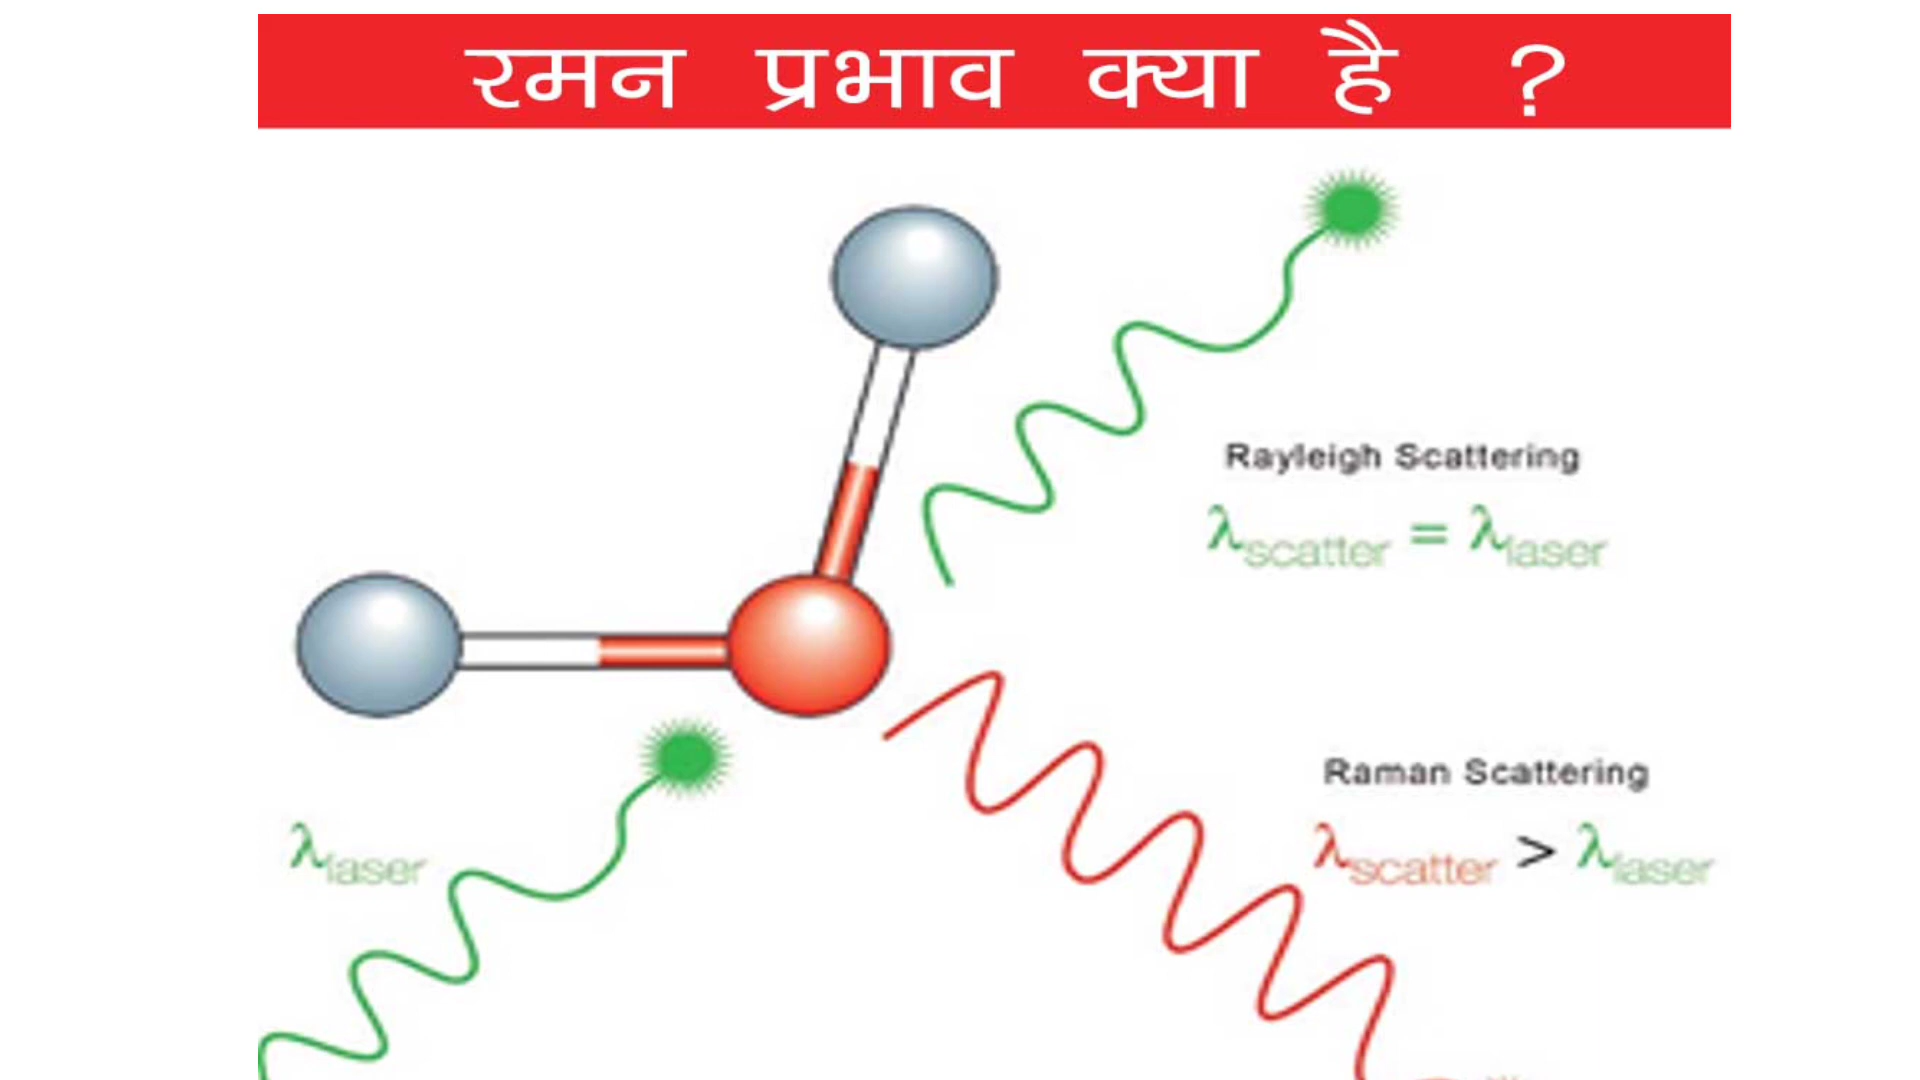 रमन प्रभाव क्या है ?
Rayleigh Scattering
λscatter = λlaser
Raman Scattering
λscatter > λlaser
λlaser